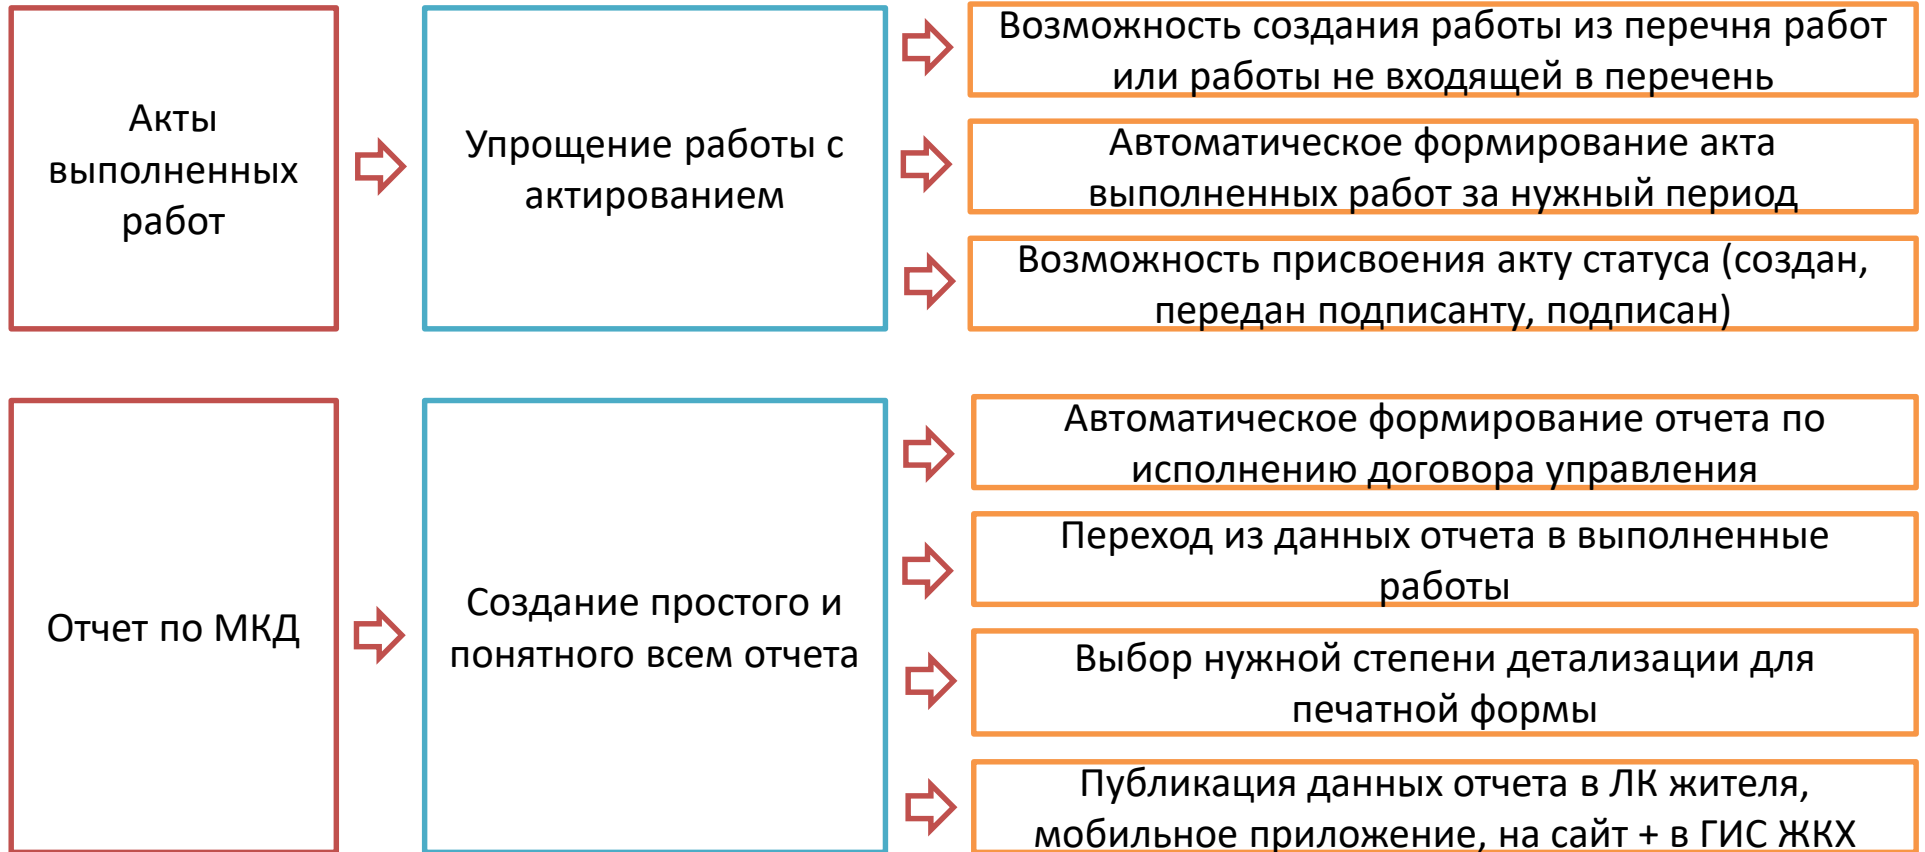 Акты
выполненных
работ
Упрощение работы с
актированием
Возможность создания работы из перечня работ
или работы не входящей в перечень
Автоматическое формирование акта
выполненных работ за нужный период
Возможность присвоения акту статуса (создан,
передан подписанту, подписан)
Отчет по МКД
Создание простого и
понятного всем отчета
Автоматическое формирование отчета по
исполнению договора управления
Переход из данных отчета в выполненные
работы
Выбор нужной степени детализации для
печатной формы
Публикация данных отчета в ЛК жителя,
мобильное приложение, на сайт + в ГИС ЖКХ